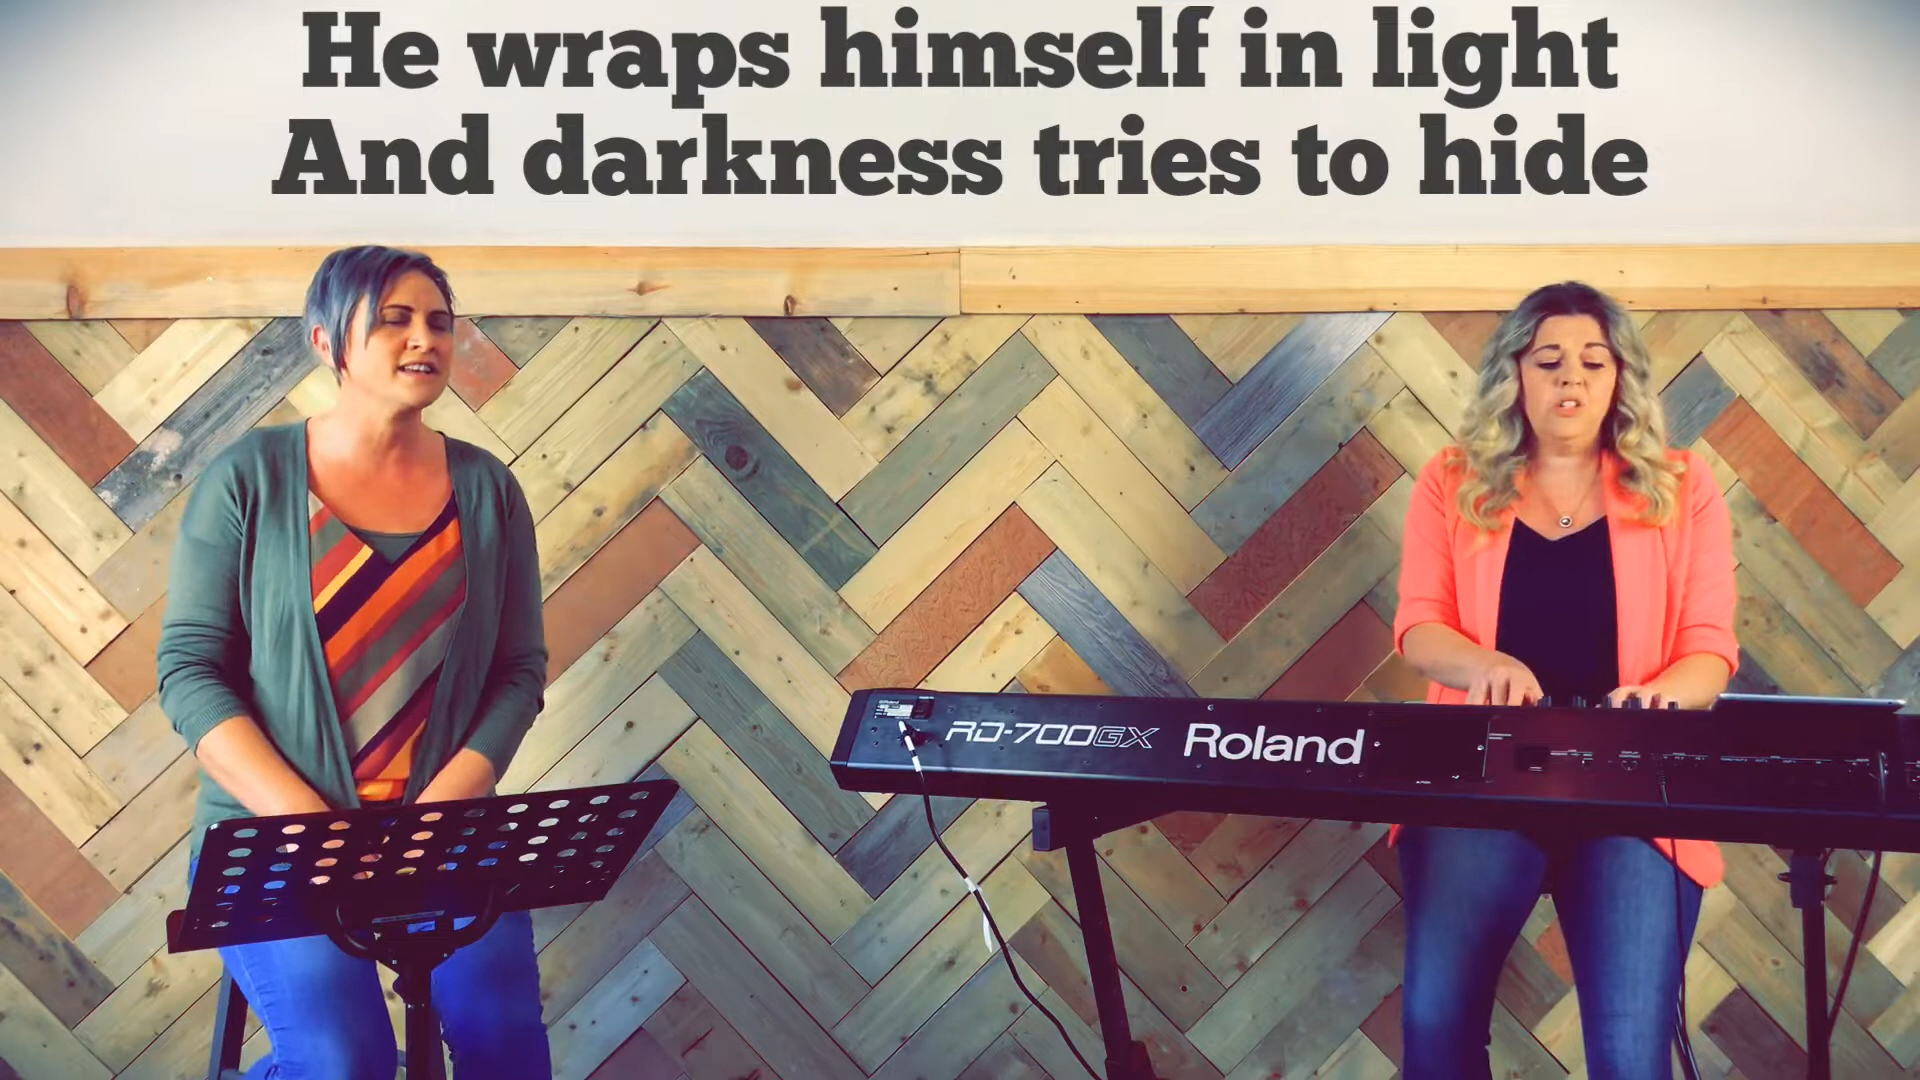 He wraps himself in light
And darkness tries to hide
RD-700GX Roland